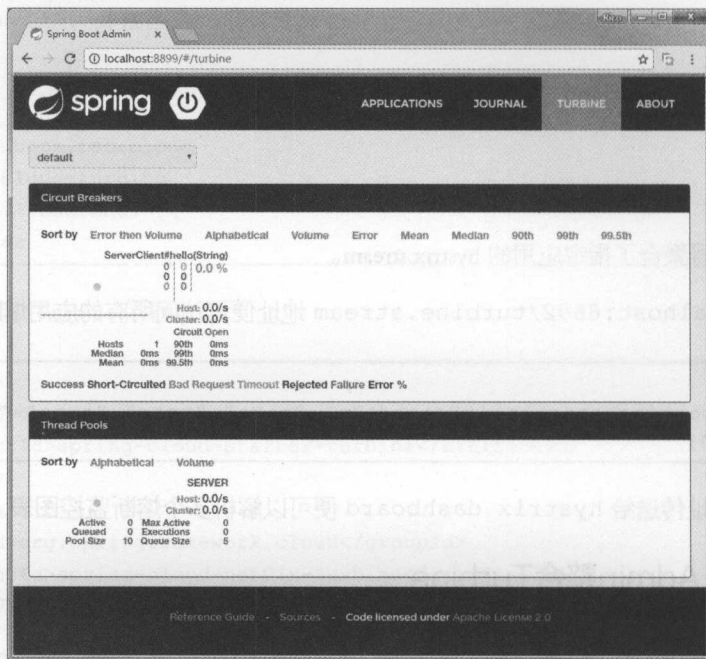 Spring Boot Admin
localhost:8899/#/turbine
spring
APPLICATIONS JOURNAL TURBINE ABOUT
default
Circuit Breakers
Sort by Error then Volume Alphabetical Volume Error Mean Median 90th 99th 99.5th
ServerClient#hello(String)
0 0 0.0 %
0 0
0 0
Host: 0.0/s
Cluster: 0.0/s
Circuit Open
Hosts 1 90th 0ms
Median 0ms 99th 0ms
Mean 0ms 99.5th 0ms
Success Short-Circuited Bad Request Timeout Rejected Failure Error %
Thread Pools
Sort by Alphabetical Volume
SERVER
Host: 0.0/s
Cluster: 0.0/s
Active 0 Max Active 0
Queued 0 Executions 0
Pool Size 10 Queue Size 5
Reference Guide - Sources - Code licensed under Apache License 2.0